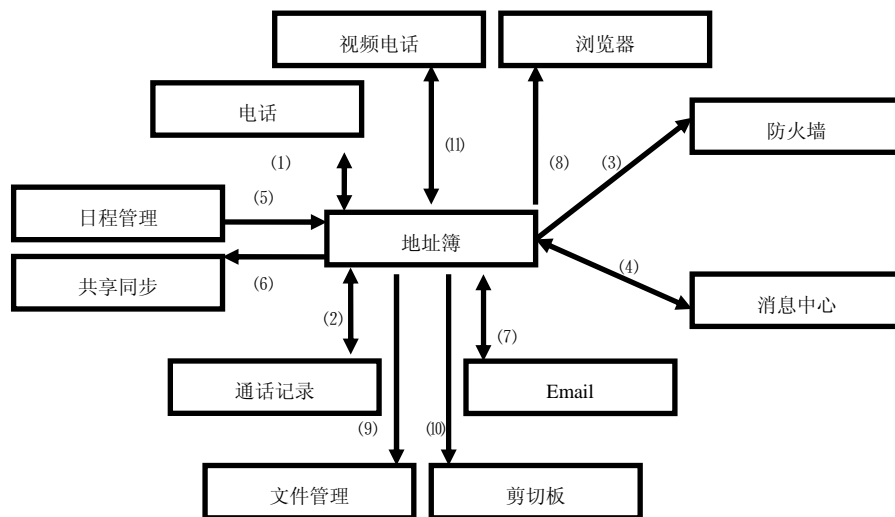 视频电话
浏览器
电话
防火墙
(1)
(11)
(8)
(3)
日程管理
(5)
地址簿
共享同步
(6)
(4)
消息中心
(2)
(7)
通话记录
Email
(9)
(10)
文件管理
剪切板